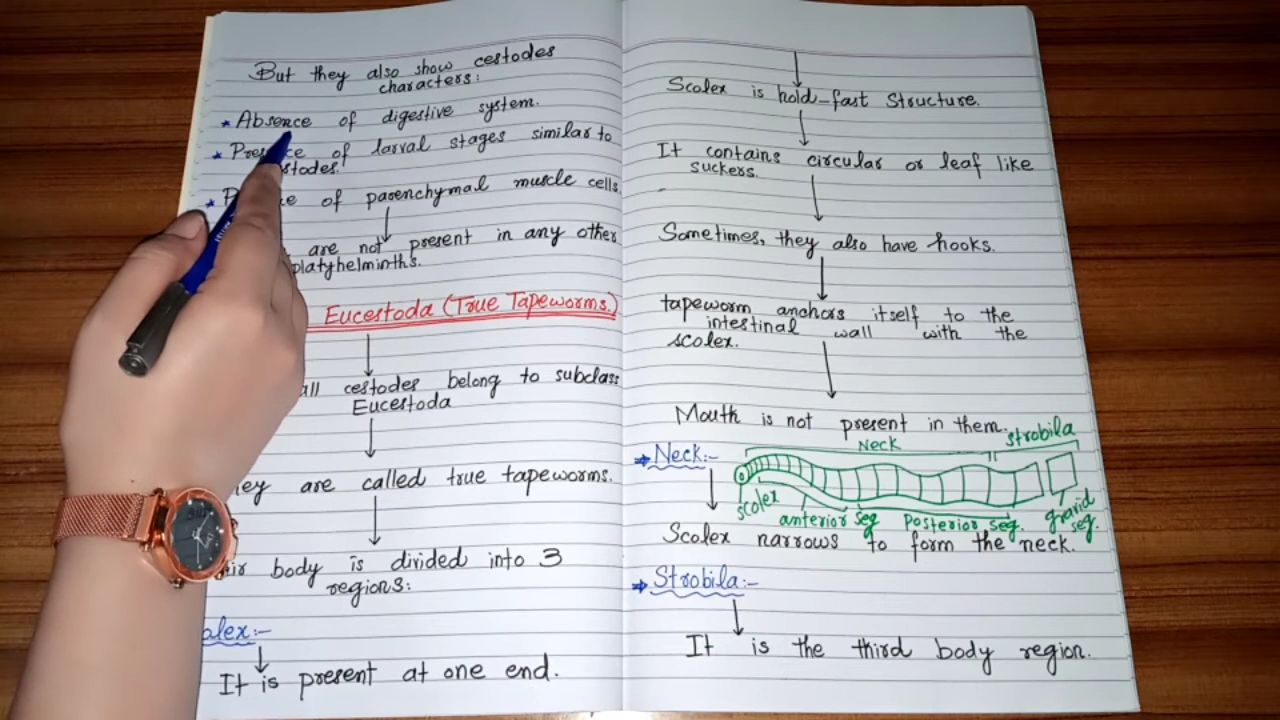 But they also show cestodes
characters:
* Absence of digestive system.
* Presence of larval stages similar to
stodes.
of parenchymal muscle cells.
are not present in any other
platyhelminths.
Eucestoda (True Tapeworms.)
all cestodes belong to subclass
Eucestoda
ey are called true tapeworms.
ir body is divided into 3
regions:
alex:-
It is present at one end.
Scolex is hold-fast Structure.
It contains circular or leaf like
suckers.
Sometimes, they also have hooks.
tapeworm anchors itself to the
intestinal wall with the
scolex.
Mouth is not present in them.
Neck:-
Neck
strobila
scolex
anterior seg
Posterior seg.
gravid
seg.
Scolex narrows to form the neck.
Strobila:-
It is the third body region.